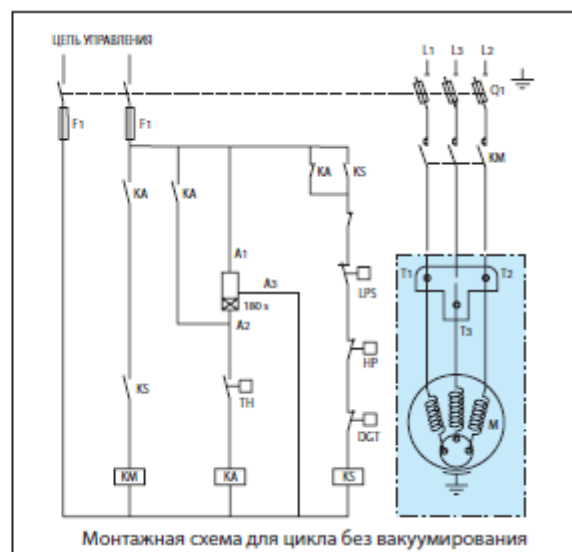 ЦЕЛЬ УПРАВЛЕНИЯ
L1 L3 L2
Q1
F1 F1
KM
KA KA KA KS
A1
A3
T1 T2
LPS
180 s
A2
T3
HP
KS TH
DGT M
KM KA KS
Монтажная схема для цикла без вакуумирования